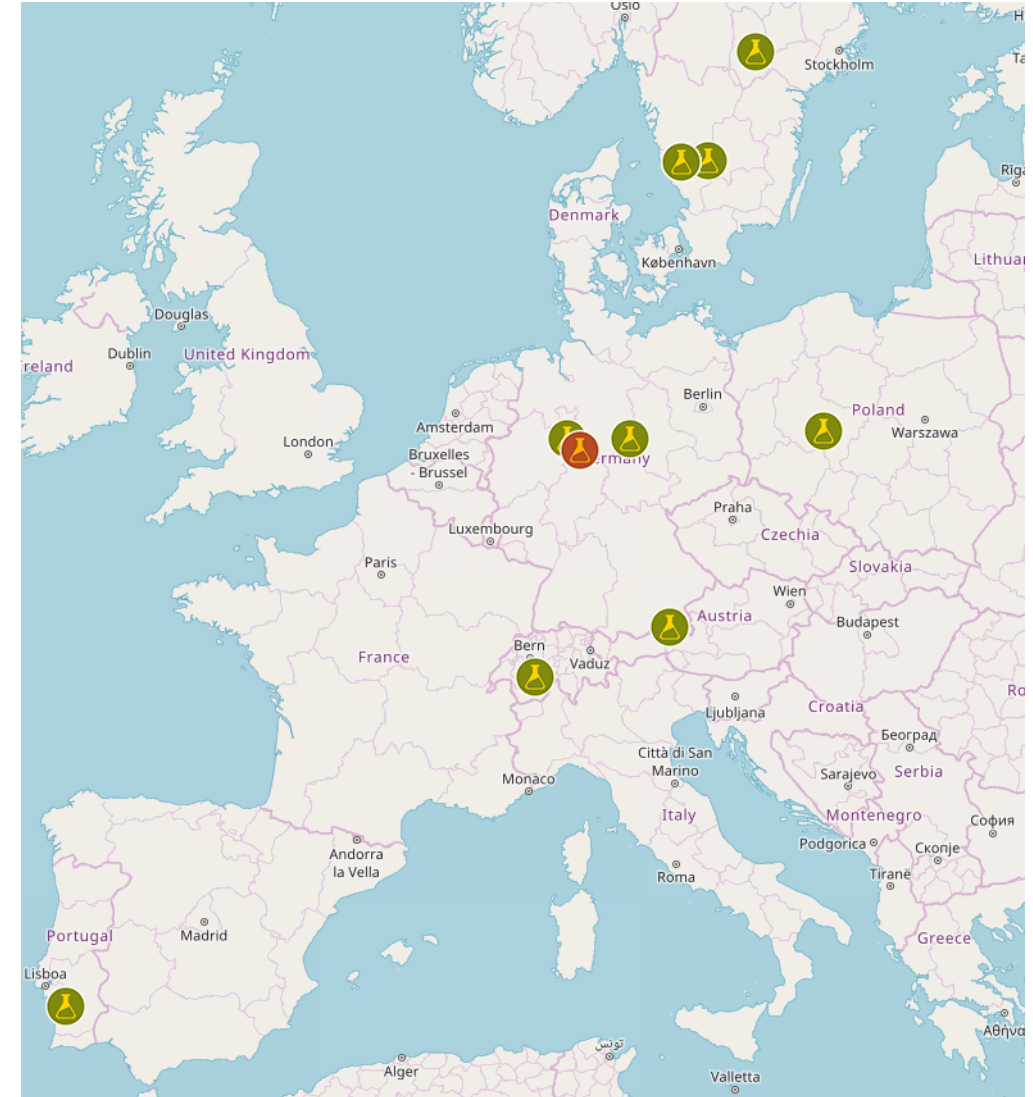 Oslo
Stockholm
Denmark
København
Douglas
United Kingdom
Dublin
Berlin
Poland
Warszawa
Amsterdam
London
Bruxelles
- Brussel
Praha
Luxembourg
Czechia
Paris
Slovakia
Wien
Austria
Budapest
Bern
France
Vaduz
Ljubljana
Croatia
Београд
Città di San
Marino
Sarajevo
Serbia
Monaco
Italy
Montenegro
София
Podgorica
Скопје
Andorra
la Vella
Roma
Tiranë
Portugal
Madrid
Greece
Lisboa
تونس
Alger
Valletta